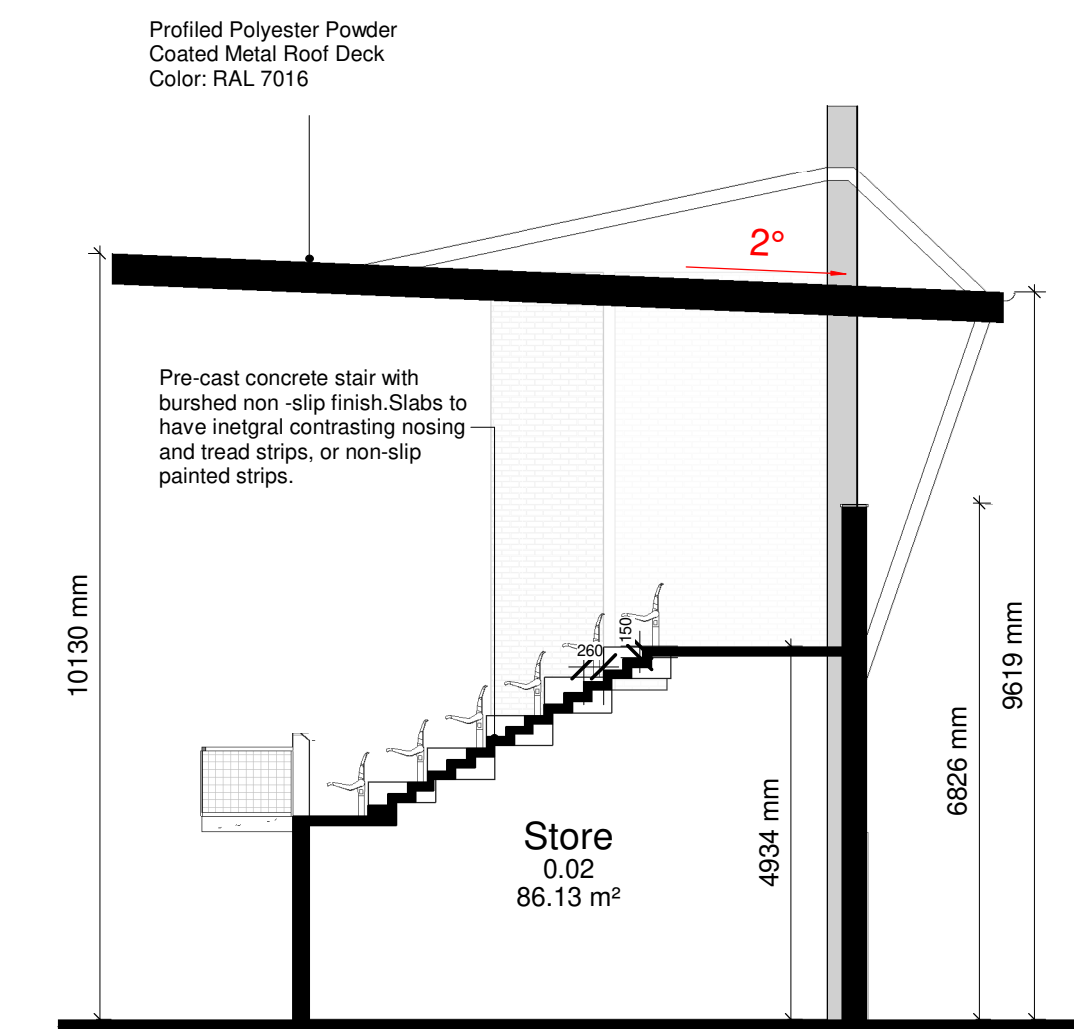 Profiled Polyester Powder
Coated Metal Roof Deck
Color: RAL 7016
2°
Pre-cast concrete stair with
burshed non -slip finish.Slabs to
have inetgral contrasting nosing
and tread strips, or non-slip
painted strips.
10130 mm
260
150
9619 mm
6826 mm
4934 mm
Store
0.02
86.13 m²